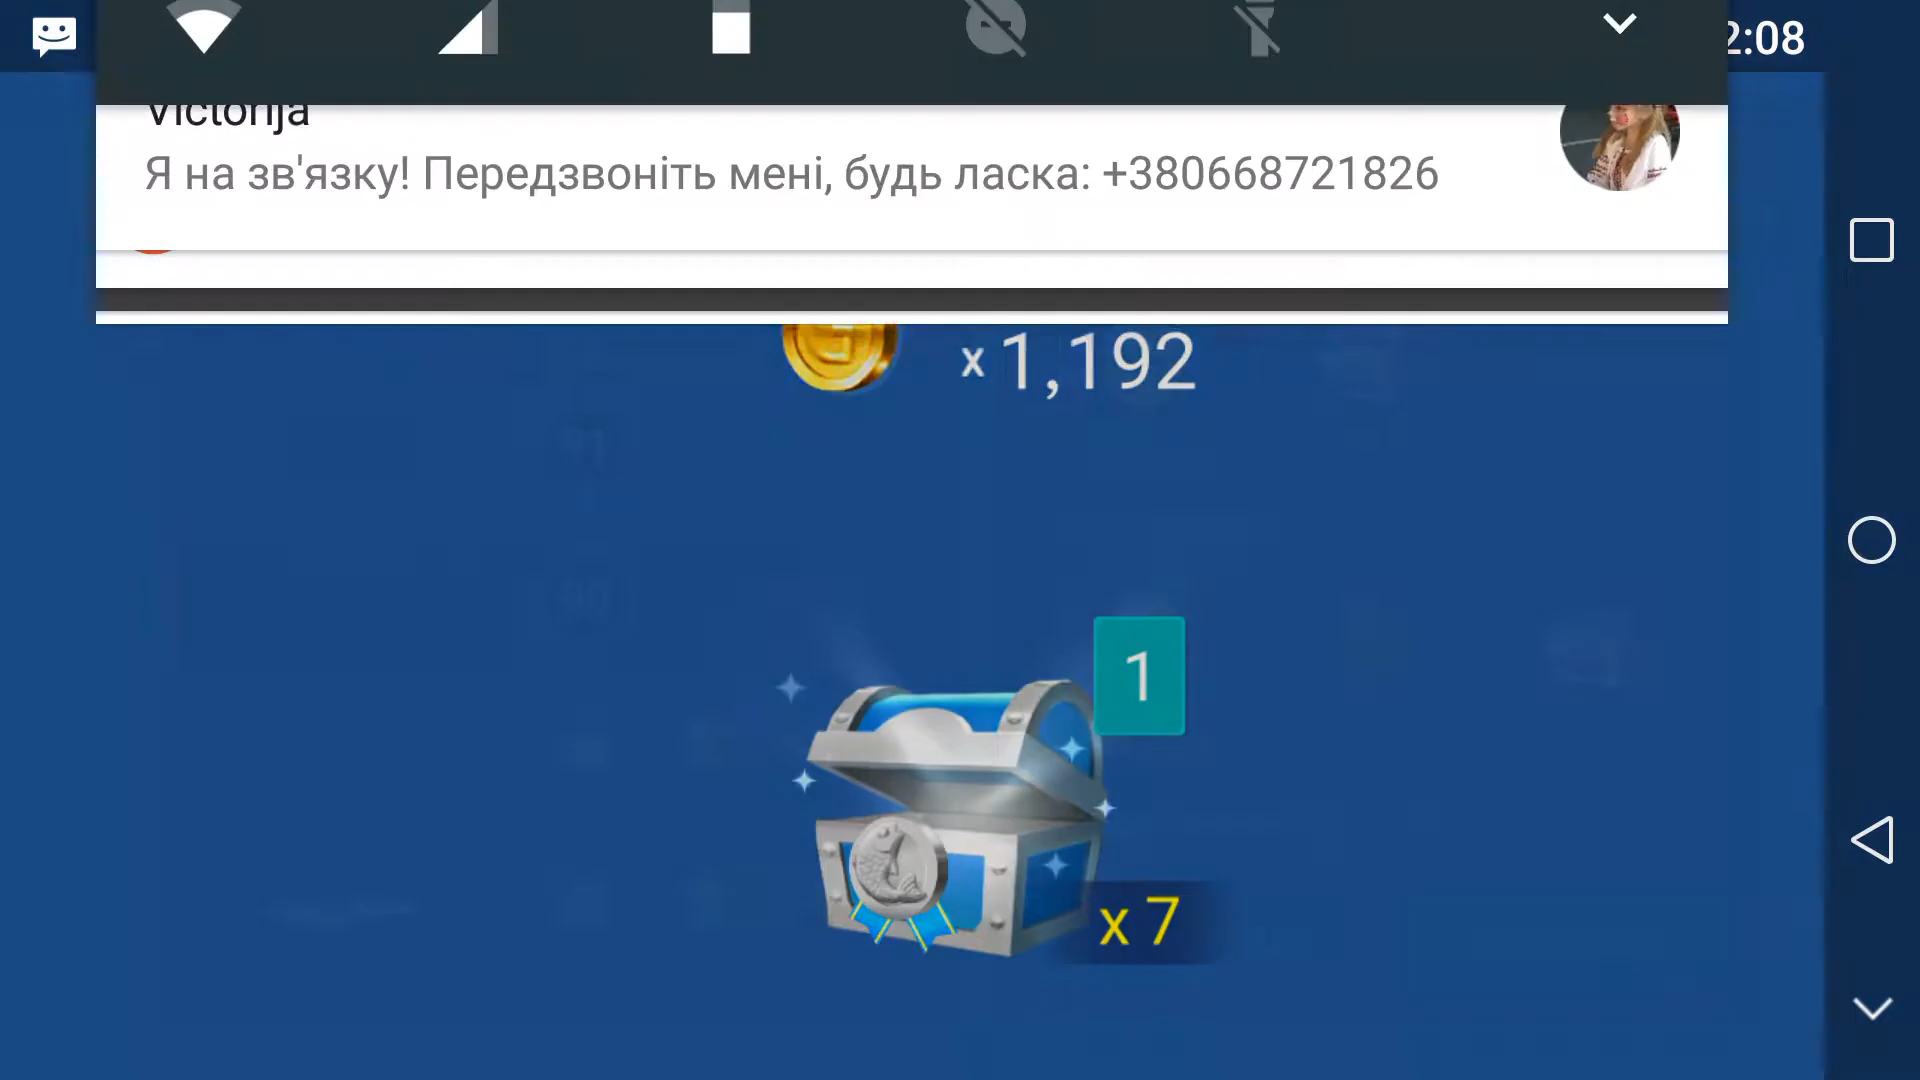 2:08
Victorija
Я на зв'язку! Передзвоніть мені, будь ласка: +380668721826
x 1,192
1
x 7